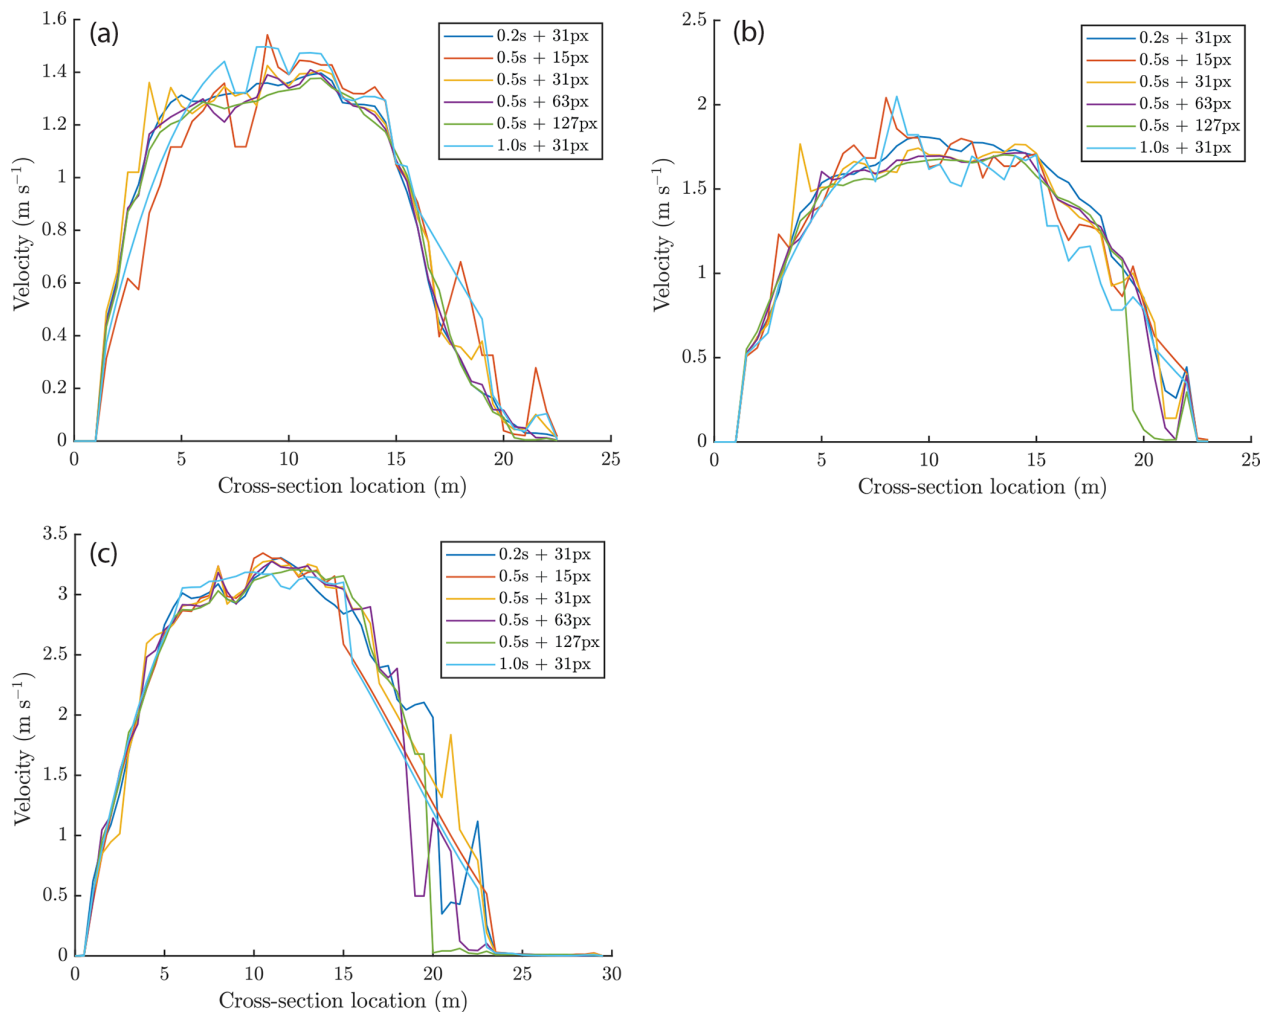 (a)
1.6
1.4
1.2
1
0.8
0.6
0.4
0.2
0
Velocity (m s⁻¹)
0.2s + 31px
0.5s + 15px
0.5s + 31px
0.5s + 63px
0.5s + 127px
1.0s + 31px
0 5 10 15 20 25
Cross-section location (m)
(b)
2.5
2
1.5
1
0.5
0
Velocity (m s⁻¹)
0.2s + 31px
0.5s + 15px
0.5s + 31px
0.5s + 63px
0.5s + 127px
1.0s + 31px
0 5 10 15 20 25
Cross-section location (m)
(c)
3.5
3
2.5
2
1.5
1
0.5
0
Velocity (m s⁻¹)
0.2s + 31px
0.5s + 15px
0.5s + 31px
0.5s + 63px
0.5s + 127px
1.0s + 31px
0 5 10 15 20 25 30
Cross-section location (m)